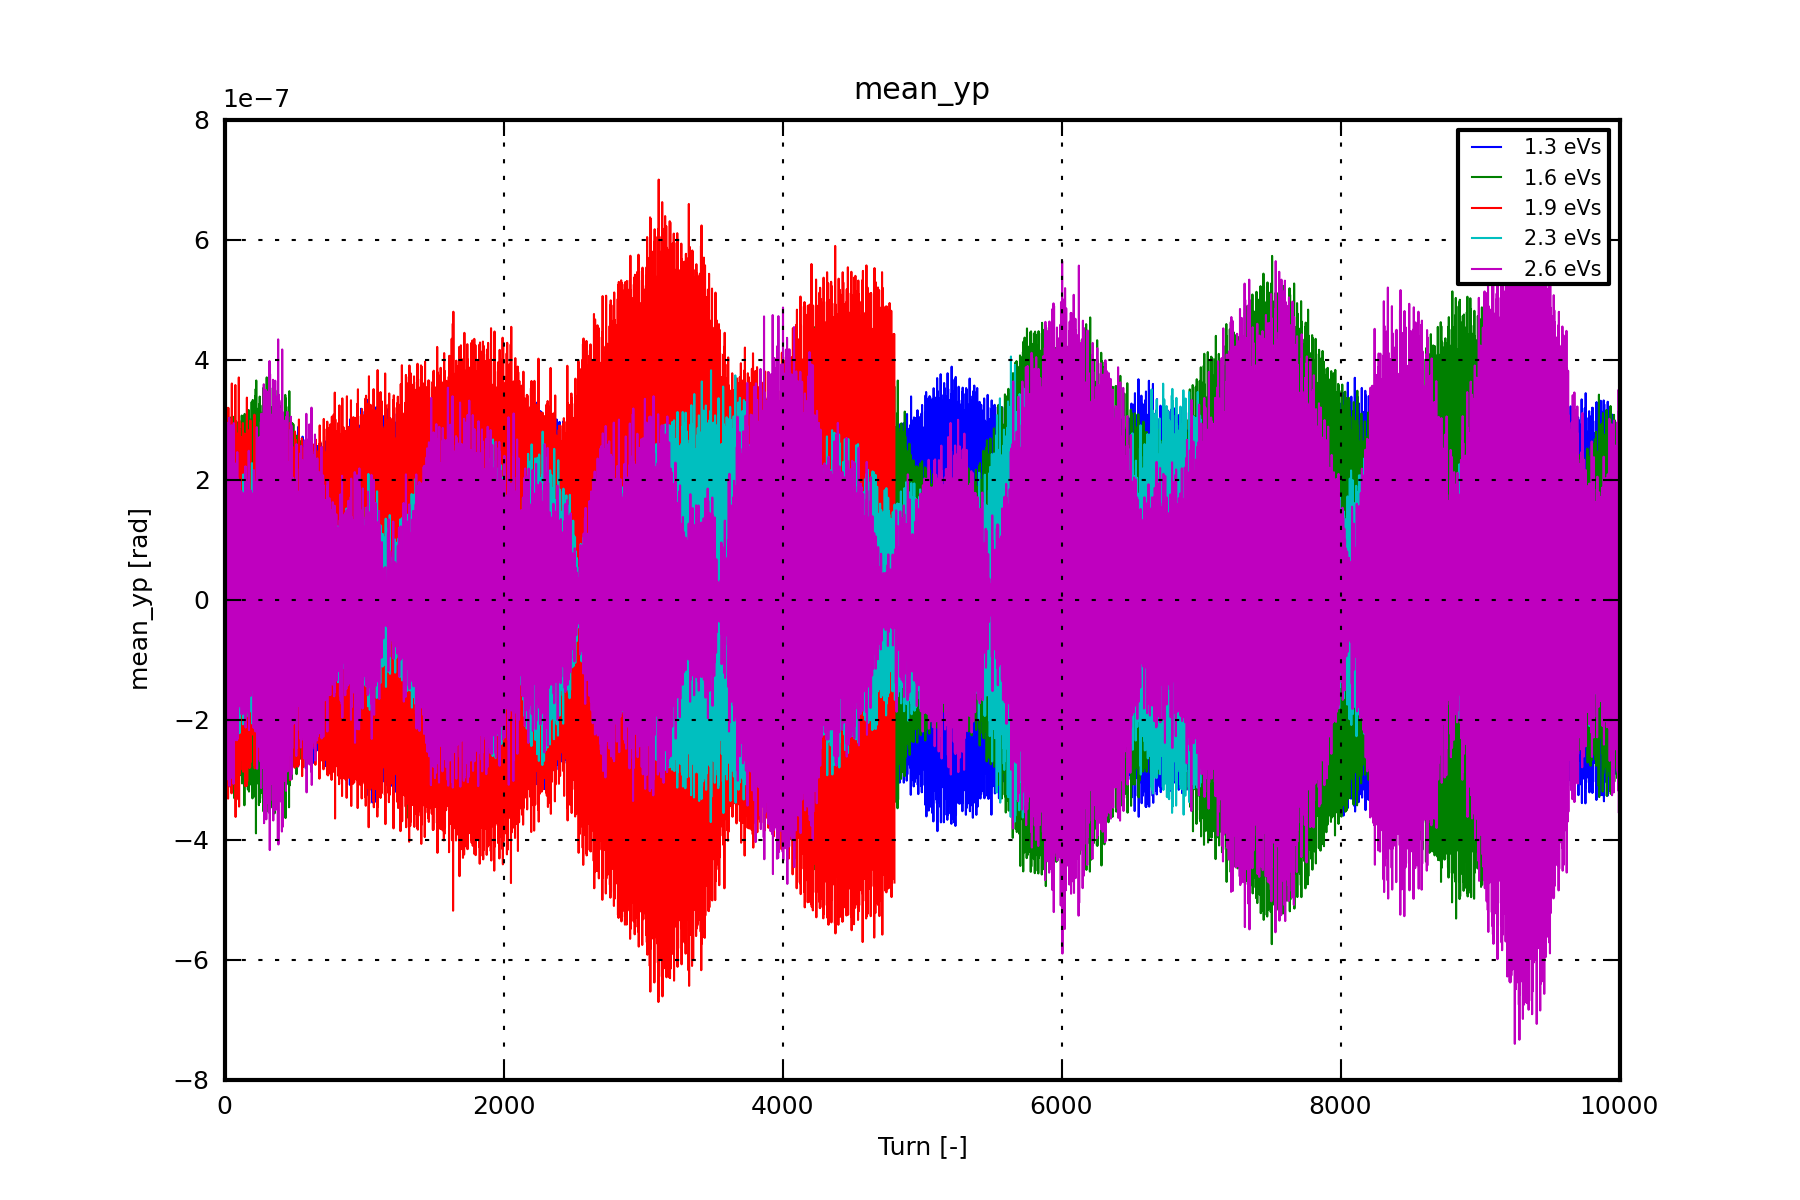 mean_yp
1e−7
8
6
4
2
0
−2
−4
−6
−8
mean_yp [rad]
0 2000 4000 6000 8000 10000
Turn [-]
1.3 eVs
1.6 eVs
1.9 eVs
2.3 eVs
2.6 eVs